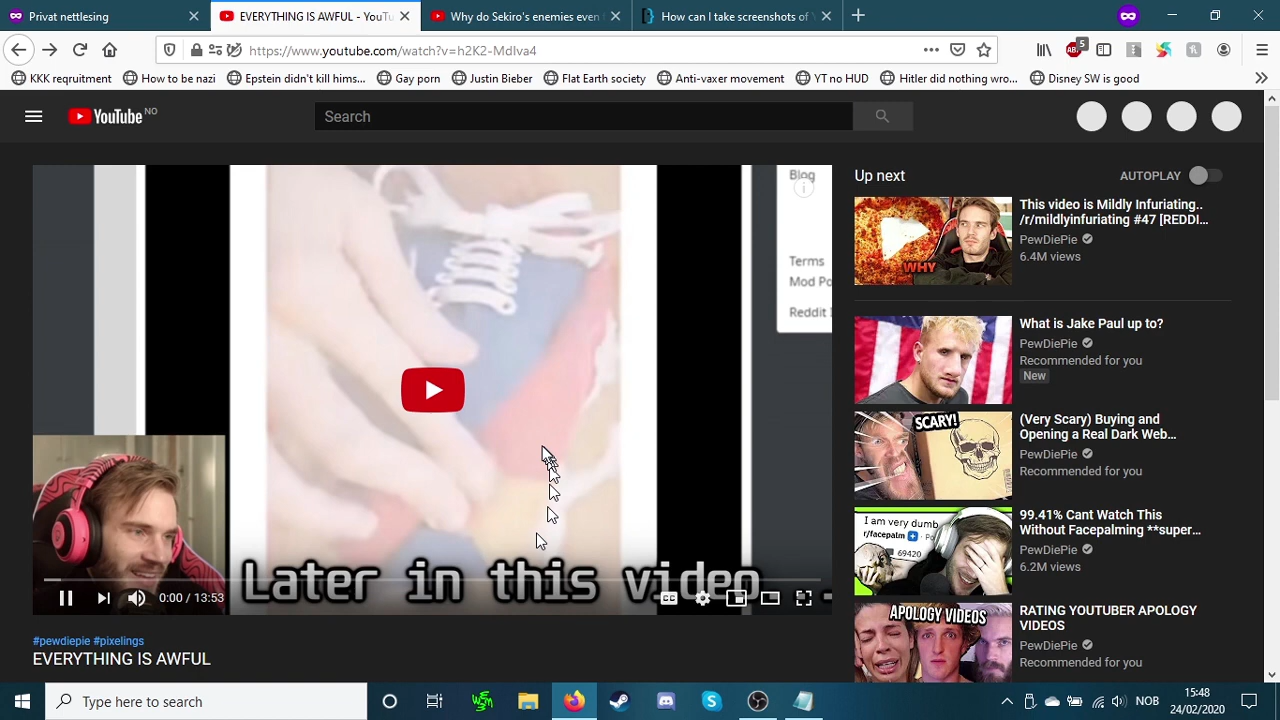 Privat nettlesing
EVERYTHING IS AWFUL - YouTu
Why do Sekiro's enemies even f
How can I take screenshots of Y
https://www.youtube.com/watch?v=h2K2-MdIva4
5
KKK reqruitment
How to be nazi
Epstein didn't kill hims...
Gay porn
Justin Bieber
Flat Earth society
Anti-vaxer movement
YT no HUD
Hitler did nothing wro...
Disney SW is good
YouTube NO
Search
Blog
Terms
Mod Po
Reddit I
Later in this video
0:00 / 13:53
CC
#pewdiepie #pixelings
EVERYTHING IS AWFUL
Up next
AUTOPLAY
WHY
This video is Mildly Infuriating..
/r/mildlyinfuriating #47 [REDDI...
PewDiePie
6.4M views
What is Jake Paul up to?
PewDiePie
Recommended for you
New
SCARY!
(Very Scary) Buying and
Opening a Real Dark Web...
PewDiePie
Recommended for you
I am very dumb
r/facepalm
69420
99.41% Cant Watch This
Without Facepalming **super...
PewDiePie
6.2M views
APOLOGY VIDEOS
RATING YOUTUBER APOLOGY
VIDEOS
PewDiePie
Recommended for you
Type here to search
NOB
15:48
24/02/2020